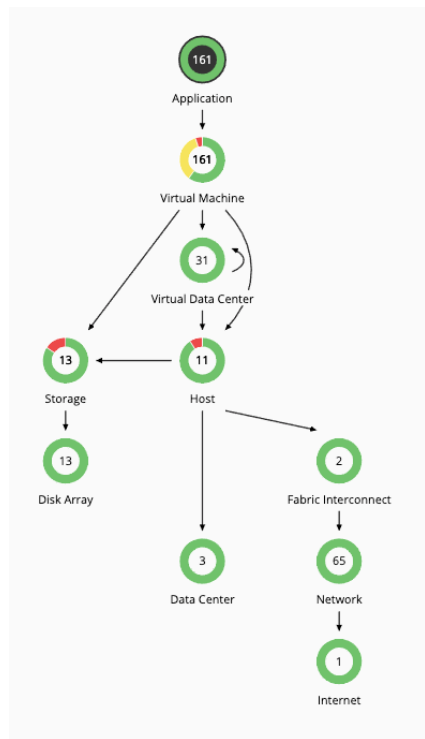 161
Application
161
Virtual Machine
31
Virtual Data Center
13
11
Storage
Host
13
2
Disk Array
Fabric Interconnect
3
65
Data Center
Network
1
Internet